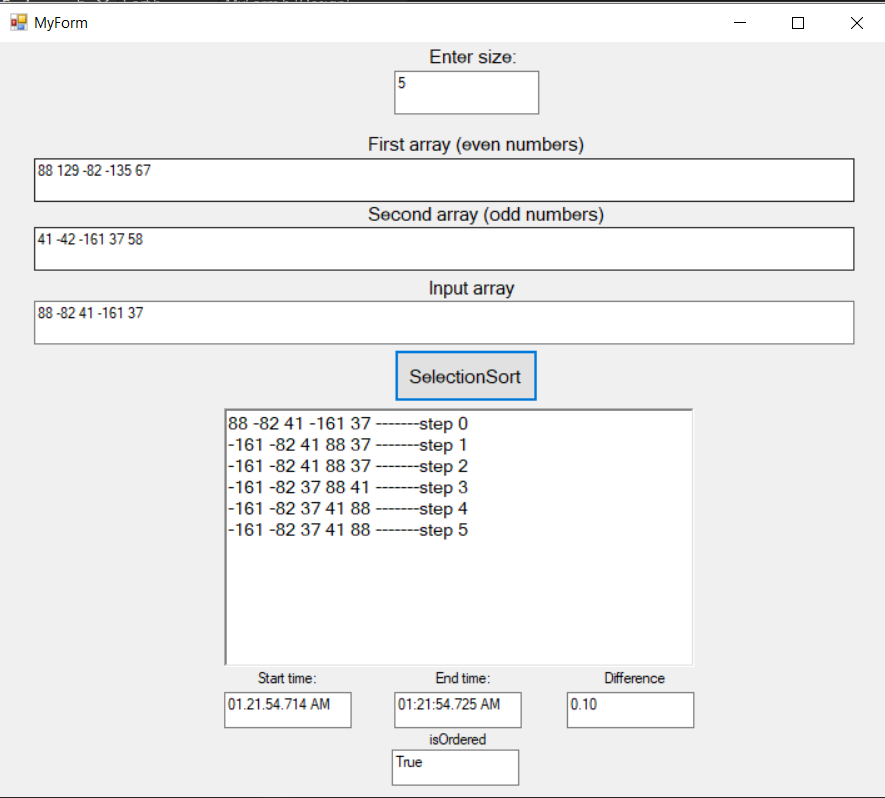 MyForm
Enter size:
5
First array (even numbers)
88 129 -82 -135 67
Second array (odd numbers)
41 -42 -161 37 58
Input array
88 -82 41 -161 37
SelectionSort
88 -82 41 -161 37 -------step 0
-161 -82 41 88 37 -------step 1
-161 -82 41 88 37 -------step 2
-161 -82 37 88 41 -------step 3
-161 -82 37 41 88 -------step 4
-161 -82 37 41 88 -------step 5
Start time: End time: Difference
01.21.54.714 AM 01:21:54.725 AM 0.10
isOrdered
True